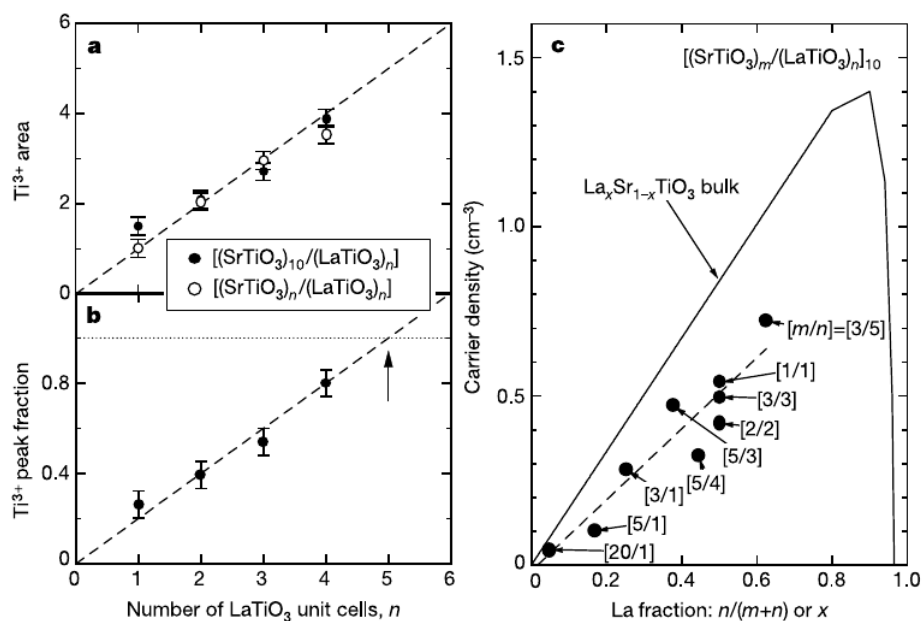 a
6
4
2
0
Ti³⁺ area
● [(SrTiO₃)₁₀/(LaTiO₃)ₙ]
○ [(SrTiO₃)ₙ/(LaTiO₃)ₙ]
b
0.8
0.4
0
Ti³⁺ peak fraction
0 1 2 3 4 5 6
Number of LaTiO₃ unit cells, n
c
[(SrTiO₃)ₘ/(LaTiO₃)ₙ]₁₀
LaₓSr₁₋ₓTiO₃ bulk
1.5
1.0
0.5
0
Carrier density (cm⁻³)
[m/n]=[3/5]
[1/1]
[3/3]
[2/2]
[5/3]
[5/4]
[3/1]
[5/1]
[20/1]
0 0.2 0.4 0.6 0.8 1.0
La fraction: n/(m+n) or x